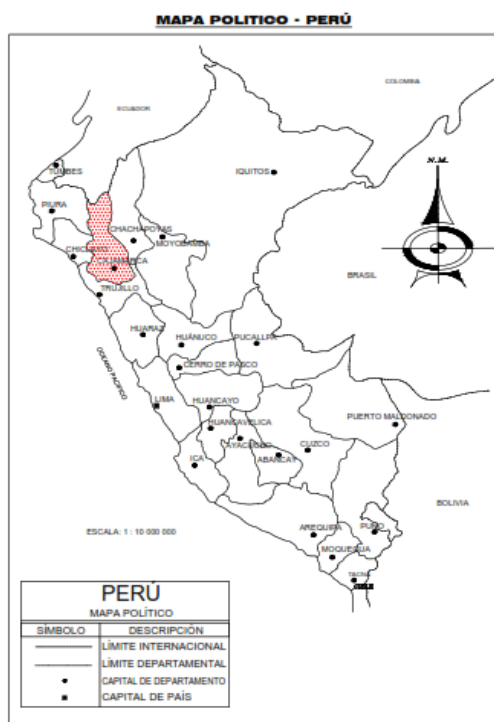 MAPA POLITICO - PERÚ
COLOMBIA
ECUADOR
N.M.
TUMBES
IQUITOS
PIURA
CHACHAPOYAS
MOYOBAMBA
CHICLAYO
CAJAMARCA
BRASIL
TRUJILLO
HUARAZ
HUÁNUCO
PUCALLPA
OCEANO PACIFICO
CERRO DE PASCO
LIMA
HUANCAYO
PUERTO MALDONADO
HUANCAVELICA
AYACUCHO
CUZCO
ICA
ABANCAY
BOLIVIA
ESCALA: 1 : 10 000 000
AREQUIPA
PUNO
MOQUEGUA
TACNA
CHILE
PERÚ
MAPA POLÍTICO
SÍMBOLO DESCRIPCIÓN
LÍMITE INTERNACIONAL
LÍMITE DEPARTAMENTAL
CAPITAL DE DEPARTAMENTO
CAPITAL DE PAÍS